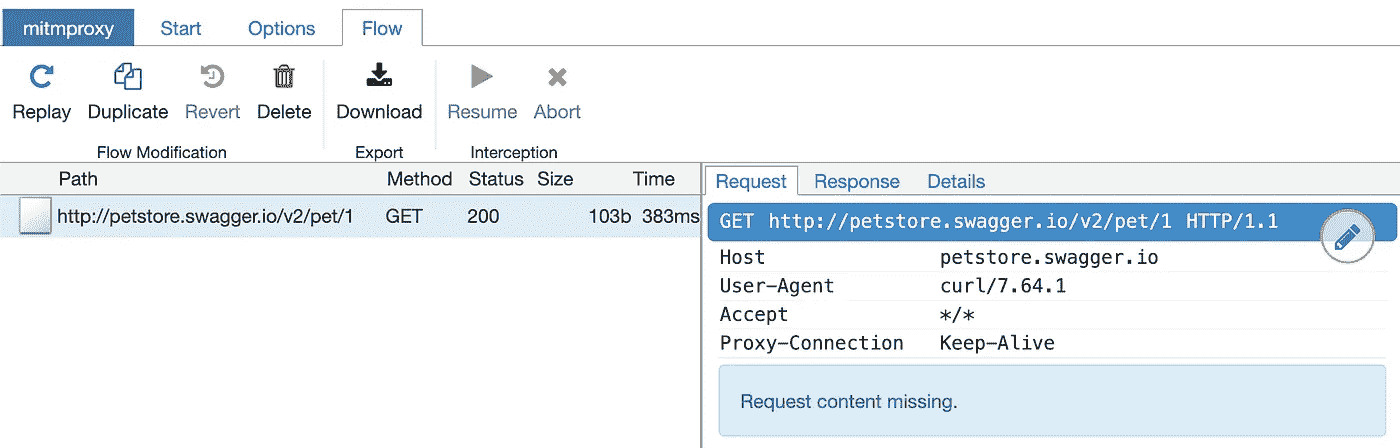 mitmproxy Start Options Flow
Replay Duplicate Revert Delete Download Resume Abort
Flow Modification Export Interception
Path Method Status Size Time
http://petstore.swagger.io/v2/pet/1 GET 200 103b 383ms
Request Response Details
GET http://petstore.swagger.io/v2/pet/1 HTTP/1.1
Host petstore.swagger.io
User-Agent curl/7.64.1
Accept */*
Proxy-Connection Keep-Alive
Request content missing.